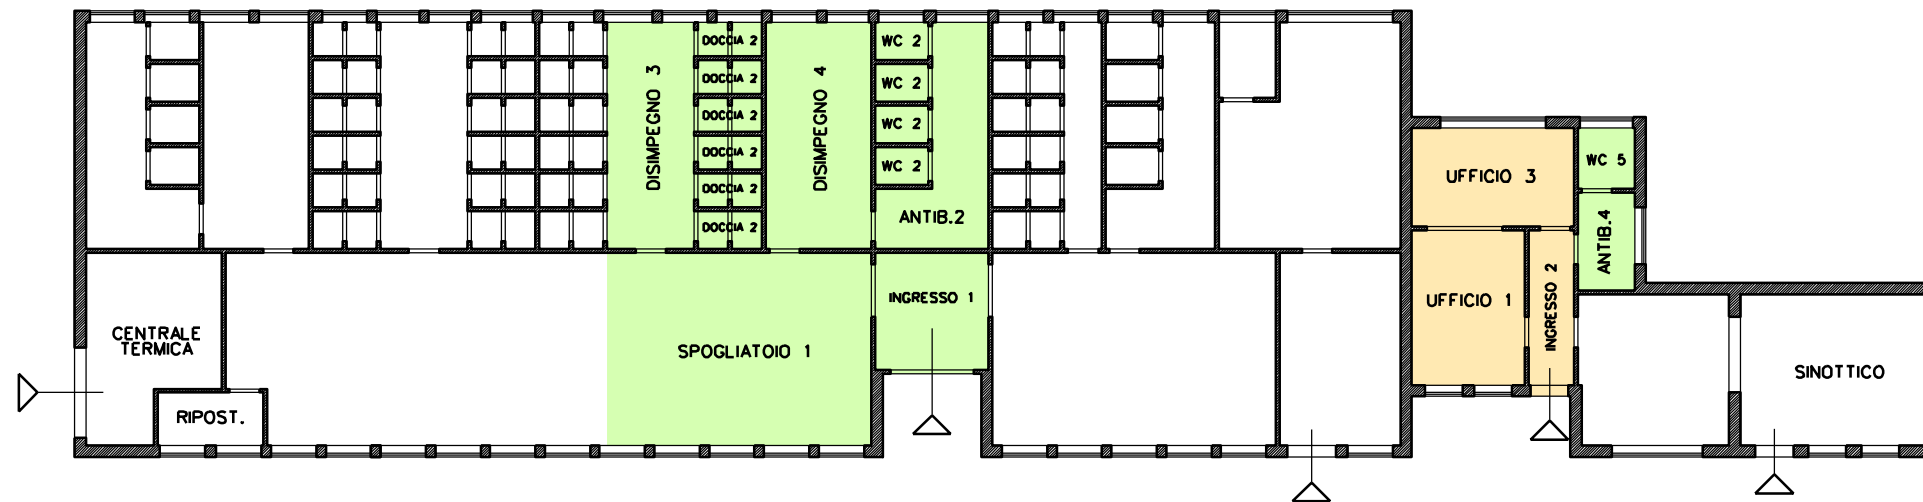 DISIMPEGNO 3
DOCCIA 2
DOCCIA 2
DOCCIA 2
DOCCIA 2
DOCCIA 2
DOCCIA 2
DISIMPEGNO 4
WC 2
WC 2
WC 2
WC 2
ANTIB.2
UFFICIO 3
WC 5
ANTIB.4
INGRESSO 1
UFFICIO 1
INGRESSO 2
CENTRALE
TERMICA
SPOGLIATOIO 1
SINOTTICO
RIPOST.